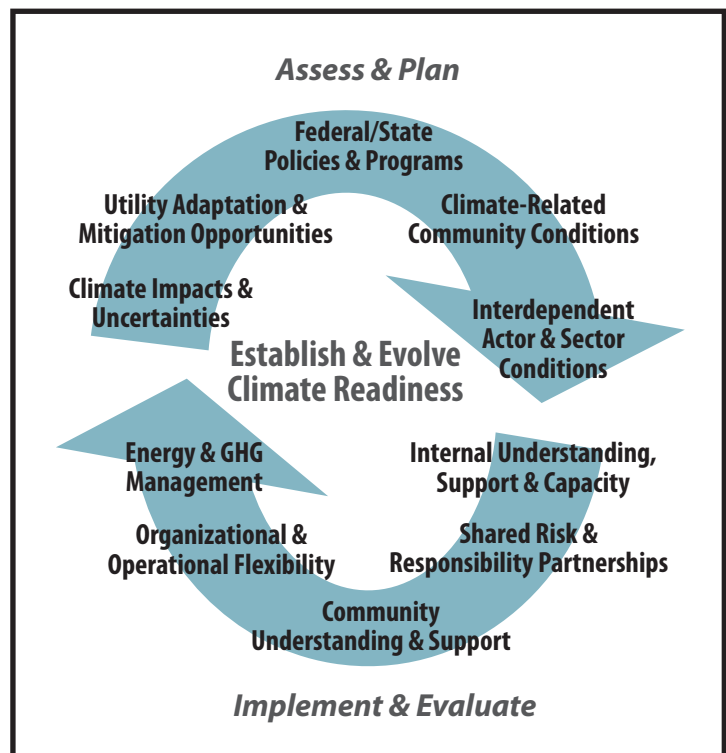 Assess & Plan
Federal/State
Policies & Programs
Utility Adaptation &
Mitigation Opportunities
Climate-Related
Community Conditions
Climate Impacts &
Uncertainties
Interdependent
Actor & Sector
Conditions
Establish & Evolve
Climate Readiness
Energy & GHG
Management
Internal Understanding,
Support & Capacity
Organizational &
Operational Flexibility
Shared Risk &
Responsibility Partnerships
Community
Understanding & Support
Implement & Evaluate